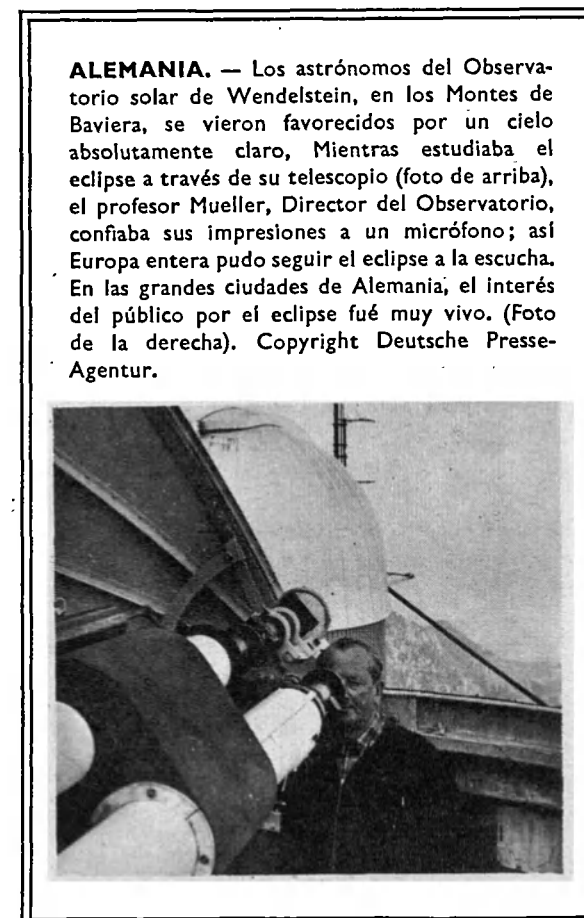 ALEMANIA. — Los astrónomos del Observa-
torio solar de Wendelstein, en los Montes de
Baviera, se vieron favorecidos por un cielo
absolutamente claro, Mientras estudiaba el
eclipse a través de su telescopio (foto de arriba),
el profesor Mueller, Director del Observatorio,
confiaba sus impresiones a un micrófono; así
Europa entera pudo seguir el eclipse a la escucha.
En las grandes ciudades de Alemania, el interés
del público por el eclipse fué muy vivo. (Foto
de la derecha). Copyright Deutsche Presse-
Agentur.